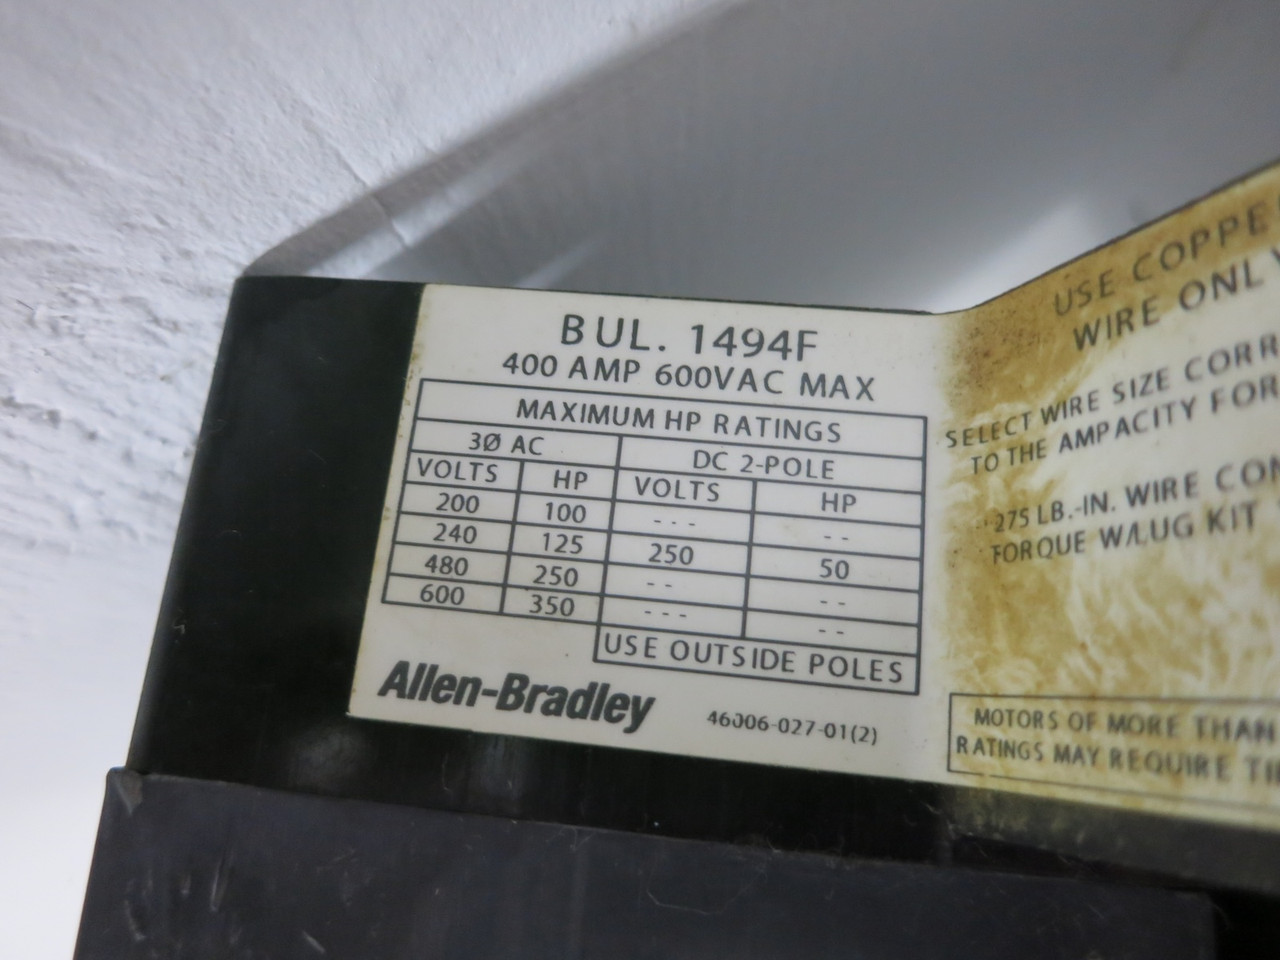 BUL. 1494F
400 AMP 600VAC MAX
MAXIMUM HP RATINGS
3Ø AC DC 2-POLE
VOLTS HP VOLTS HP
200 100 --- --
240 125 250 50
480 250 -- --
600 350 --- --
USE OUTSIDE POLES
Allen-Bradley
46006-027-01(2)
USE COPPE
WIRE ONL
SELECT WIRE SIZE CORR
TO THE AMPACITY FOR
275 LB.-IN. WIRE CON
TORQUE W/LUG KIT
MOTORS OF MORE THAN
RATINGS MAY REQUIRE